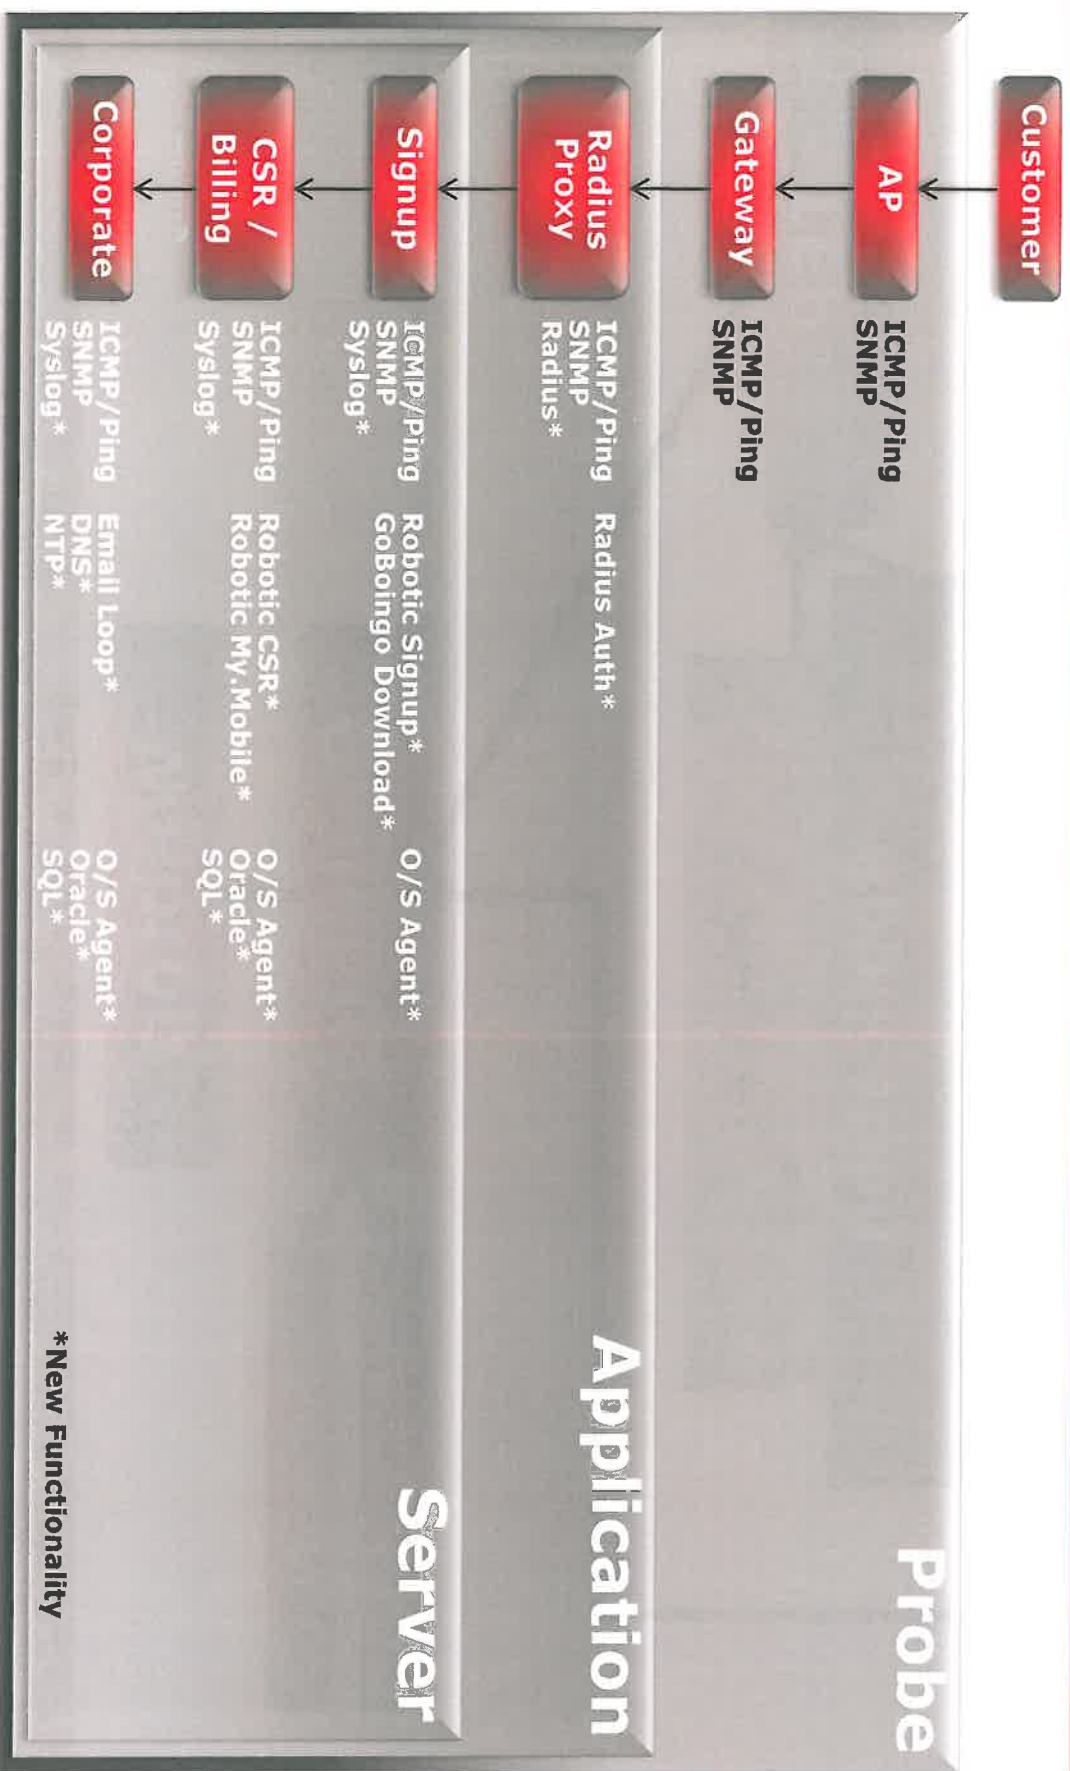 Customer
Probe
AP
ICMP/Ping
SNMP
Gateway
ICMP/Ping
SNMP
Application
Radius
Proxy
ICMP/Ping
SNMP
Radius*
Radius Auth*
Server
Signup
ICMP/Ping
SNMP
Syslog*
Robotic Signup*
GoBoingo Download*
O/S Agent*
CSR /
Billing
ICMP/Ping
SNMP
Syslog*
Robotic CSR*
Robotic My.Mobile*
O/S Agent*
Oracle*
SQL*
Corporate
ICMP/Ping
SNMP
Syslog*
Email Loop*
DNS*
NTP*
O/S Agent*
Oracle*
SQL*
*New Functionality